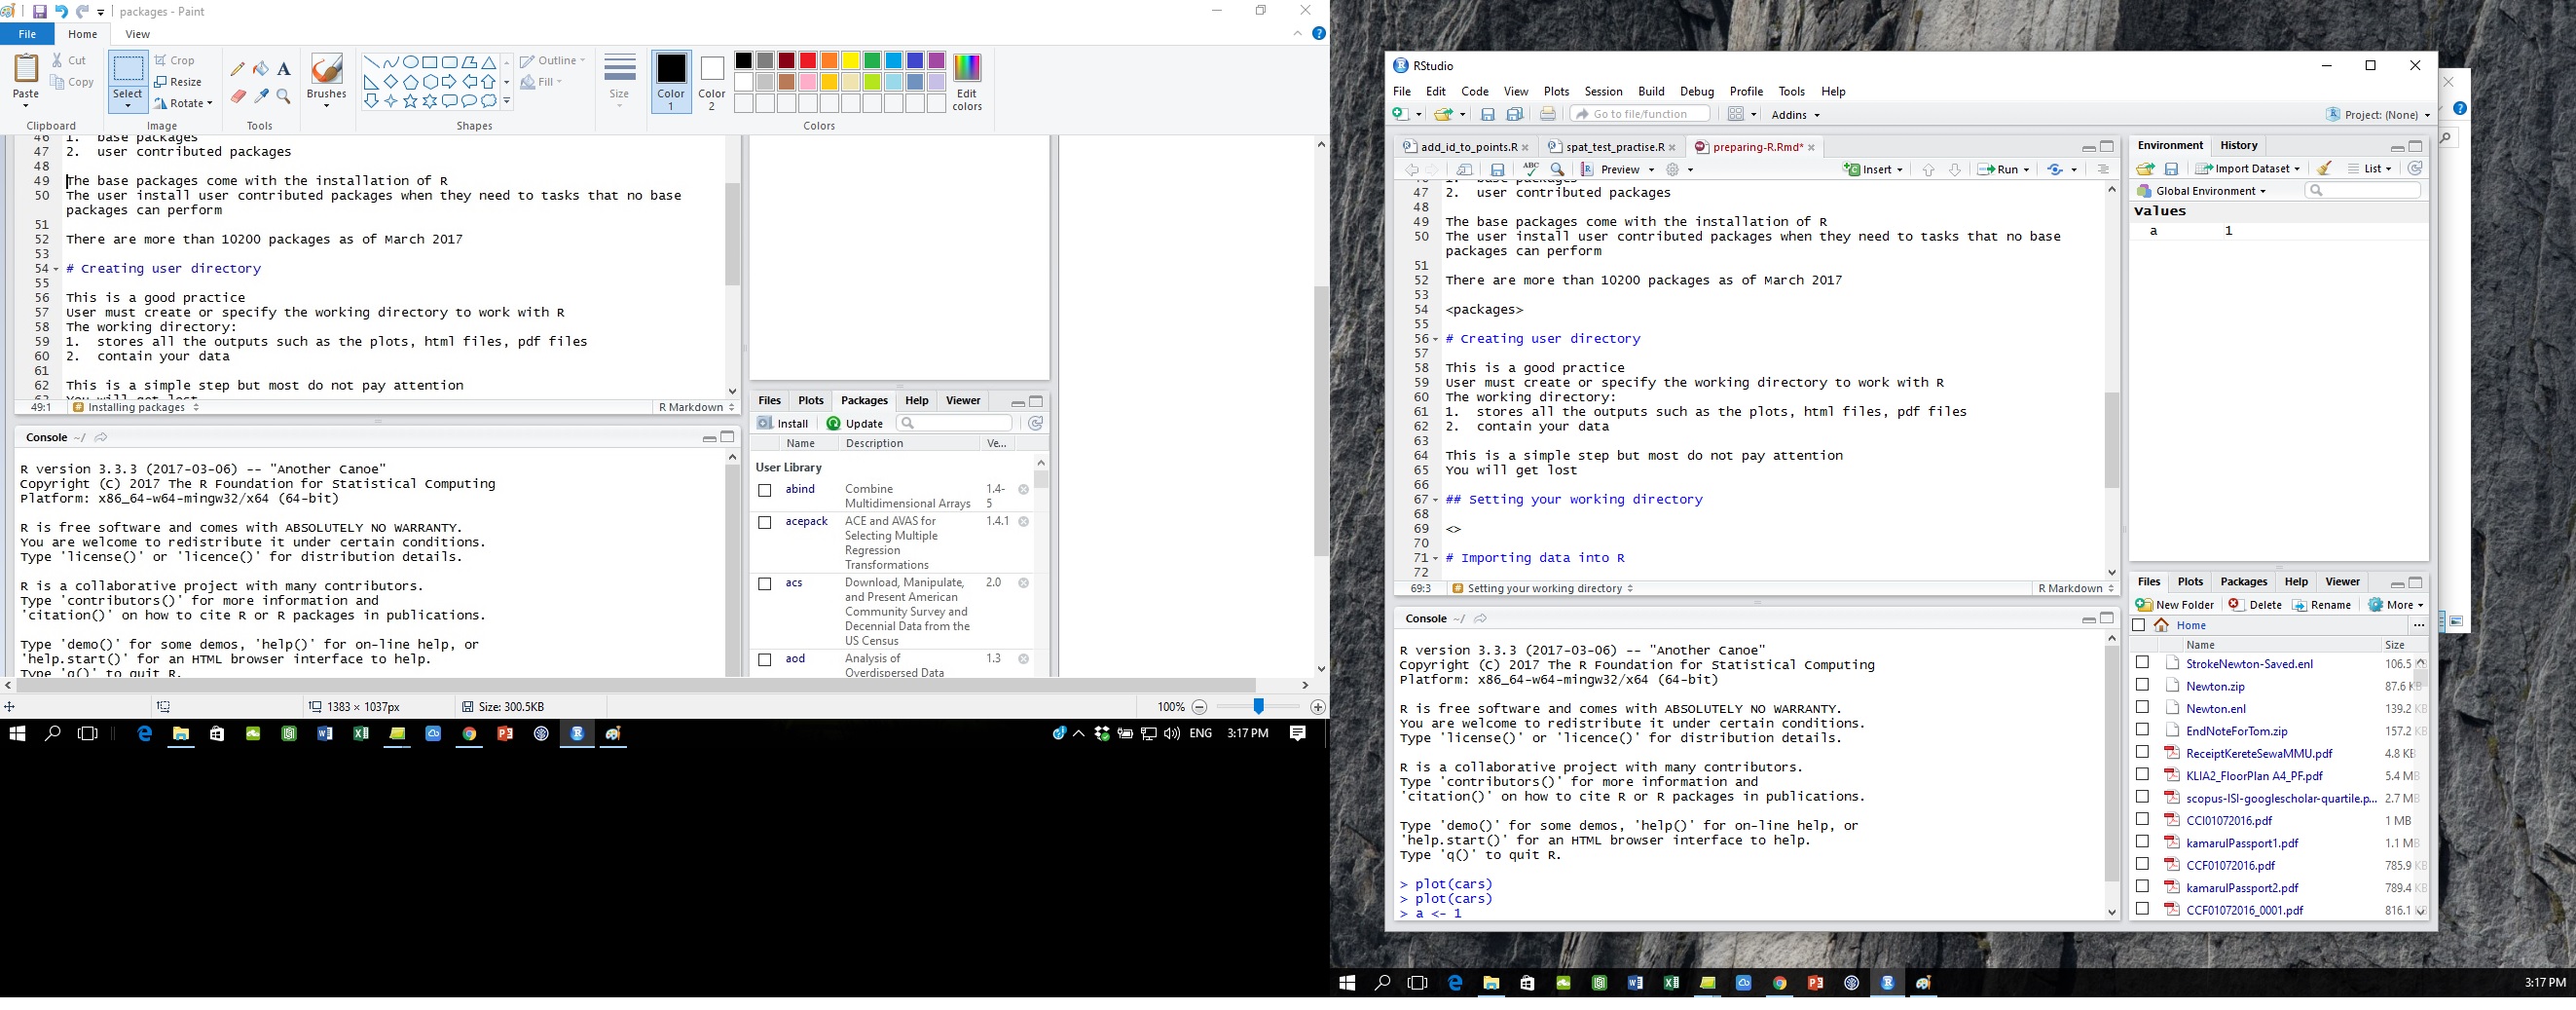 packages - Paint
File Home View
Paste Cut Copy Clipboard
Select Crop Resize Rotate Image
Tools
Brushes
Shapes Outline Fill
Size
Color 1 Color 2 Edit colors Colors
46 1. base packages
47 2. user contributed packages
48
49 The base packages come with the installation of R
50 The user install user contributed packages when they need to tasks that no base
packages can perform
51
52 There are more than 10200 packages as of March 2017
53
54 # Creating user directory
55
56 This is a good practice
57 User must create or specify the working directory to work with R
58 The working directory:
59 1. stores all the outputs such as the plots, html files, pdf files
60 2. contain your data
61
62 This is a simple step but most do not pay attention
63 You will get lost
49:1 Installing packages R Markdown
Console ~/
R version 3.3.3 (2017-03-06) -- "Another Canoe"
Copyright (C) 2017 The R Foundation for Statistical Computing
Platform: x86_64-w64-mingw32/x64 (64-bit)
R is free software and comes with ABSOLUTELY NO WARRANTY.
You are welcome to redistribute it under certain conditions.
Type 'license()' or 'licence()' for distribution details.
R is a collaborative project with many contributors.
Type 'contributors()' for more information and
'citation()' on how to cite R or R packages in publications.
Type 'demo()' for some demos, 'help()' for on-line help, or
'help.start()' for an HTML browser interface to help.
Type 'q()' to quit R.
Files Plots Packages Help Viewer
Install Update
Name Description Ve...
User Library
abind Combine 1.4-
Multidimensional Arrays 5
acepack ACE and AVAS for 1.4.1
Selecting Multiple
Regression
Transformations
acs Download, Manipulate, 2.0
and Present American
Community Survey and
Decennial Data from the
US Census
aod Analysis of 1.3
Overdispersed Data
1383 × 1037px Size: 300.5KB 100%
ENG 3:17 PM
RStudio
File Edit Code View Plots Session Build Debug Profile Tools Help
Go to file/function Addins Project: (None)
add_id_to_points.R spat_test_practise.R preparing-R.Rmd*
ABC Preview Insert Run
46 1. base packages
47 2. user contributed packages
48
49 The base packages come with the installation of R
50 The user install user contributed packages when they need to tasks that no base
packages can perform
51
52 There are more than 10200 packages as of March 2017
53
54 <packages>
55
56 # Creating user directory
57
58 This is a good practice
59 User must create or specify the working directory to work with R
60 The working directory:
61 1. stores all the outputs such as the plots, html files, pdf files
62 2. contain your data
63
64 This is a simple step but most do not pay attention
65 You will get lost
66
67 ## Setting your working directory
68
69 <>
70
71 # Importing data into R
72
69:3 Setting your working directory R Markdown
Console ~/
R version 3.3.3 (2017-03-06) -- "Another Canoe"
Copyright (C) 2017 The R Foundation for Statistical Computing
Platform: x86_64-w64-mingw32/x64 (64-bit)
R is free software and comes with ABSOLUTELY NO WARRANTY.
You are welcome to redistribute it under certain conditions.
Type 'license()' or 'licence()' for distribution details.
R is a collaborative project with many contributors.
Type 'contributors()' for more information and
'citation()' on how to cite R or R packages in publications.
Type 'demo()' for some demos, 'help()' for on-line help, or
'help.start()' for an HTML browser interface to help.
Type 'q()' to quit R.
> plot(cars)
> plot(cars)
> a <- 1
Environment History
Import Dataset List
Global Environment
Values
a 1
Files Plots Packages Help Viewer
New Folder Delete Rename More
Home ...
Name Size
StrokeNewton-Saved.enl 106.5 KB
Newton.zip 87.6 KB
Newton.enl 139.2 KB
EndNoteForTom.zip 157.2 KB
ReceiptKereteSewaMMU.pdf 4.8 KB
KLIA2_FloorPlan A4_PF.pdf 5.4 MB
scopus-ISI-googlescholar-quartile.p... 2.7 MB
CCI01072016.pdf 1 MB
kamarulPassport1.pdf 1.1 MB
CCF01072016.pdf 785.9 KB
kamarulPassport2.pdf 789.4 KB
CCF01072016_0001.pdf 816.1 KB
3:17 PM